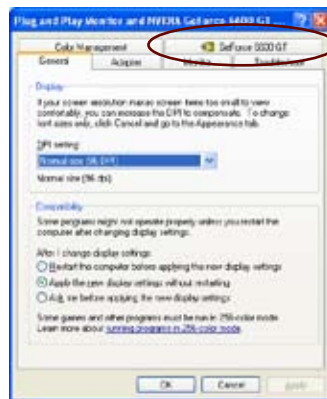 Plug and Play Monitor and NVIDIA GeForce 6600 GT ...
Color Management
GeForce 6600 GT
General
Adapter
Monitor
Troubleshoot
Display
If your screen resolution makes screen items too small to view
comfortably, you can increase the DPI to compensate. To change
font sizes only, click Cancel and go to the Appearance tab.
DPI setting:
Normal size (96 DPI)
Normal size (96 dpi)
Compatibility
Some programs might not operate properly unless you restart the
computer after changing display settings.
After I change display settings:
Restart the computer before applying the new display settings
Apply the new display settings without restarting
Ask me before applying the new display settings
Some games and other programs must be run in 256-color mode.
Learn more about running programs in 256-color mode.
OK
Cancel
Apply